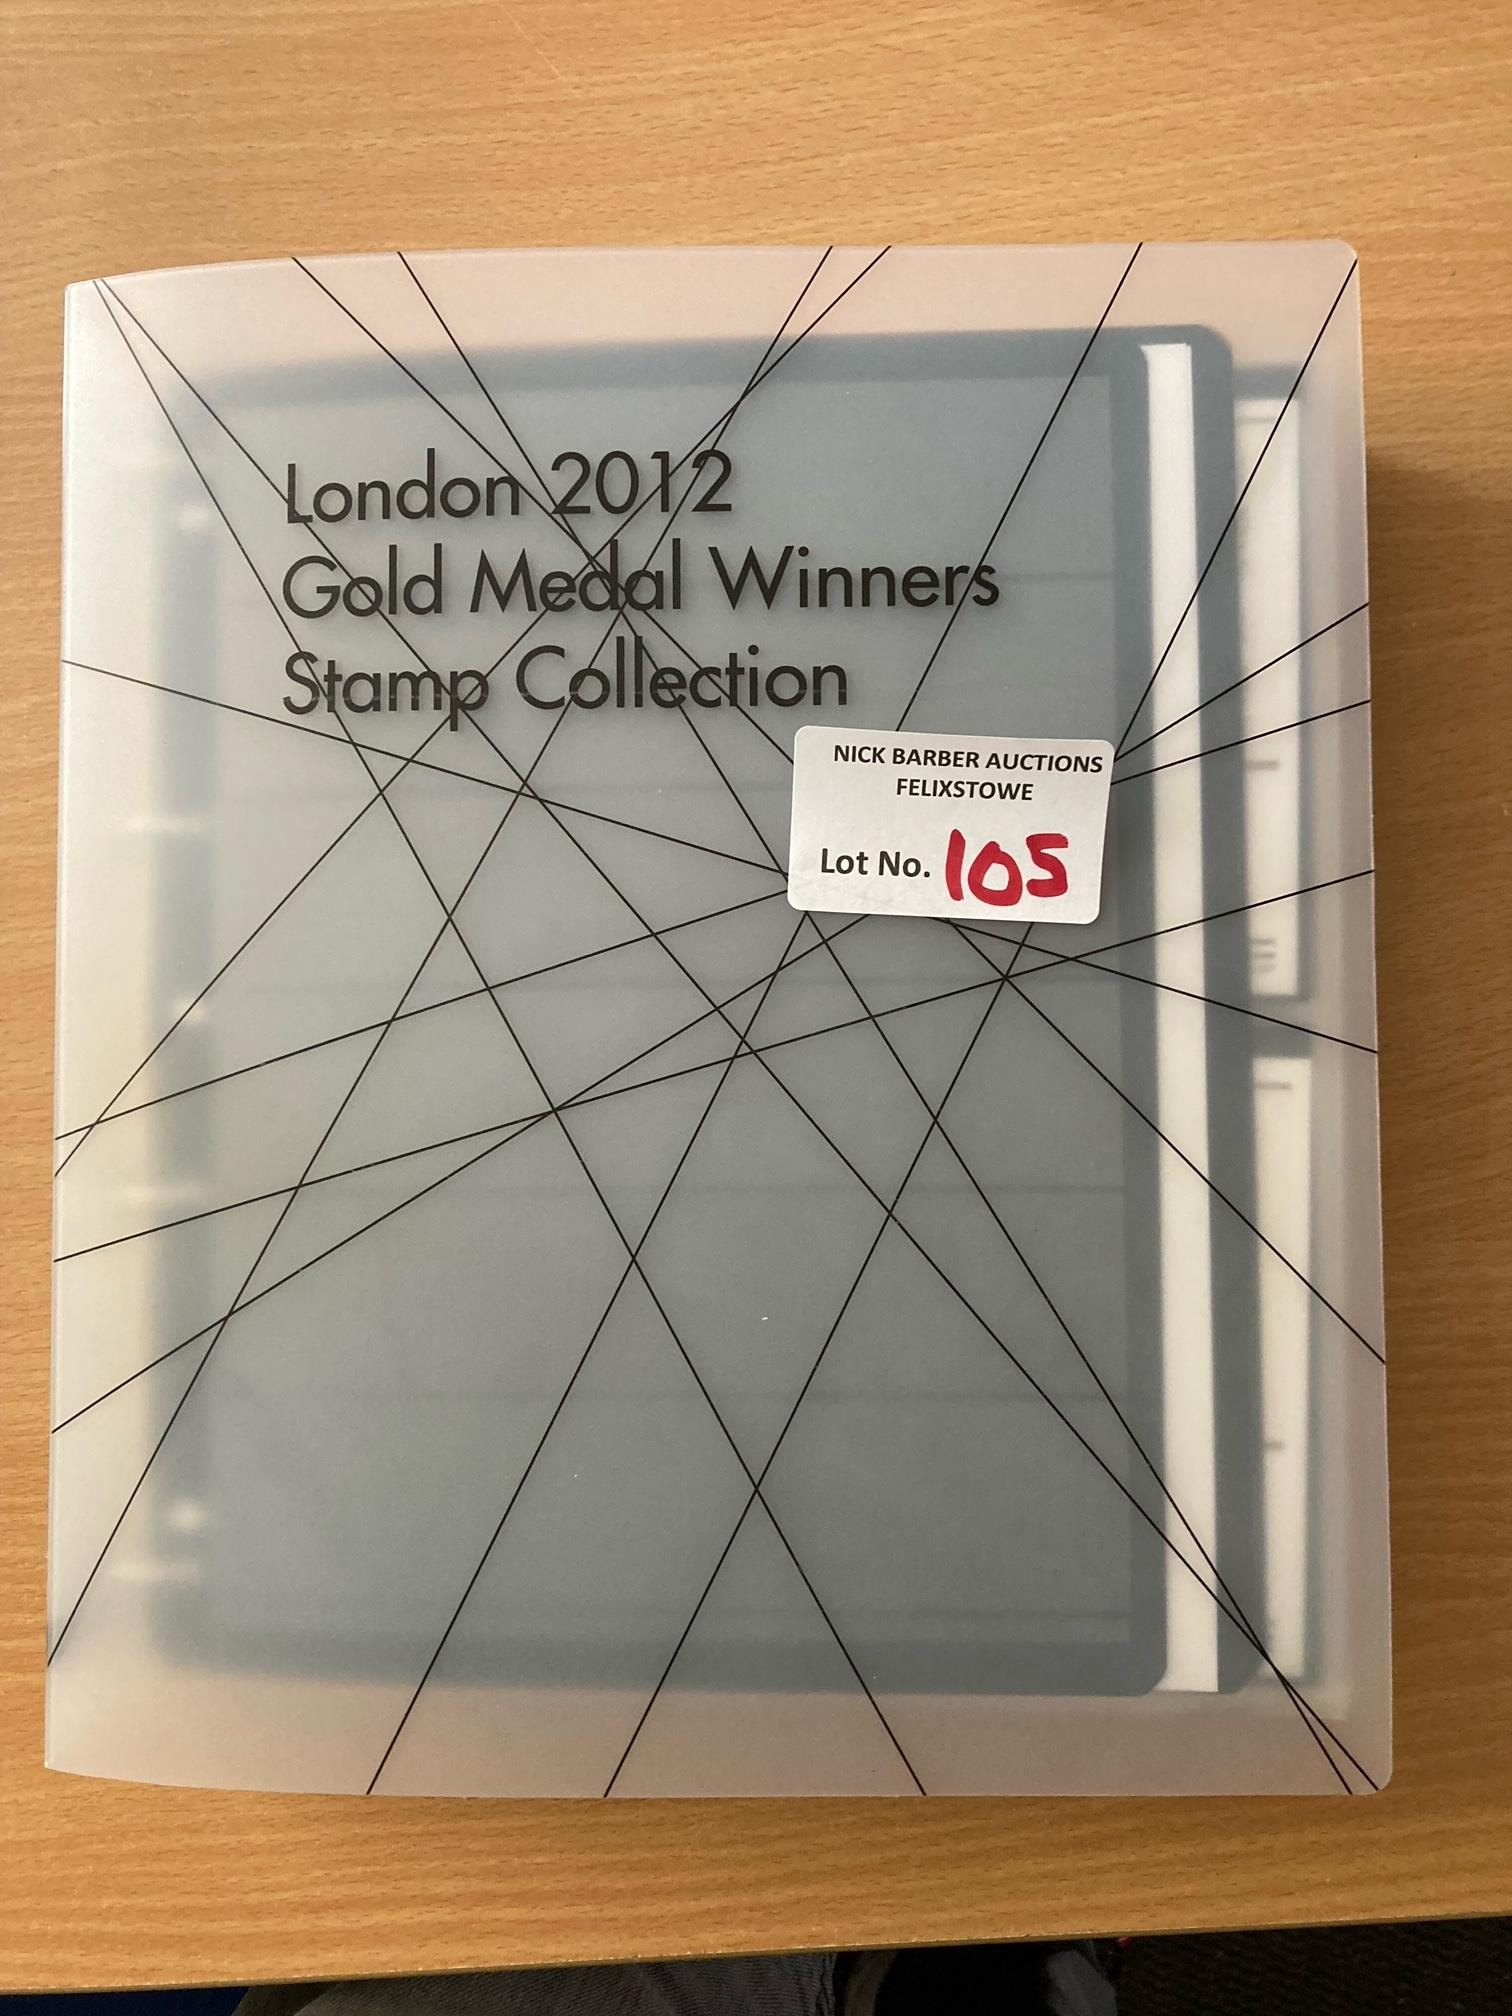 London 2012
Gold Medal Winners
Stamp Collection
NICK BARBER AUCTIONS
FELIXSTOWE
Lot No. 105